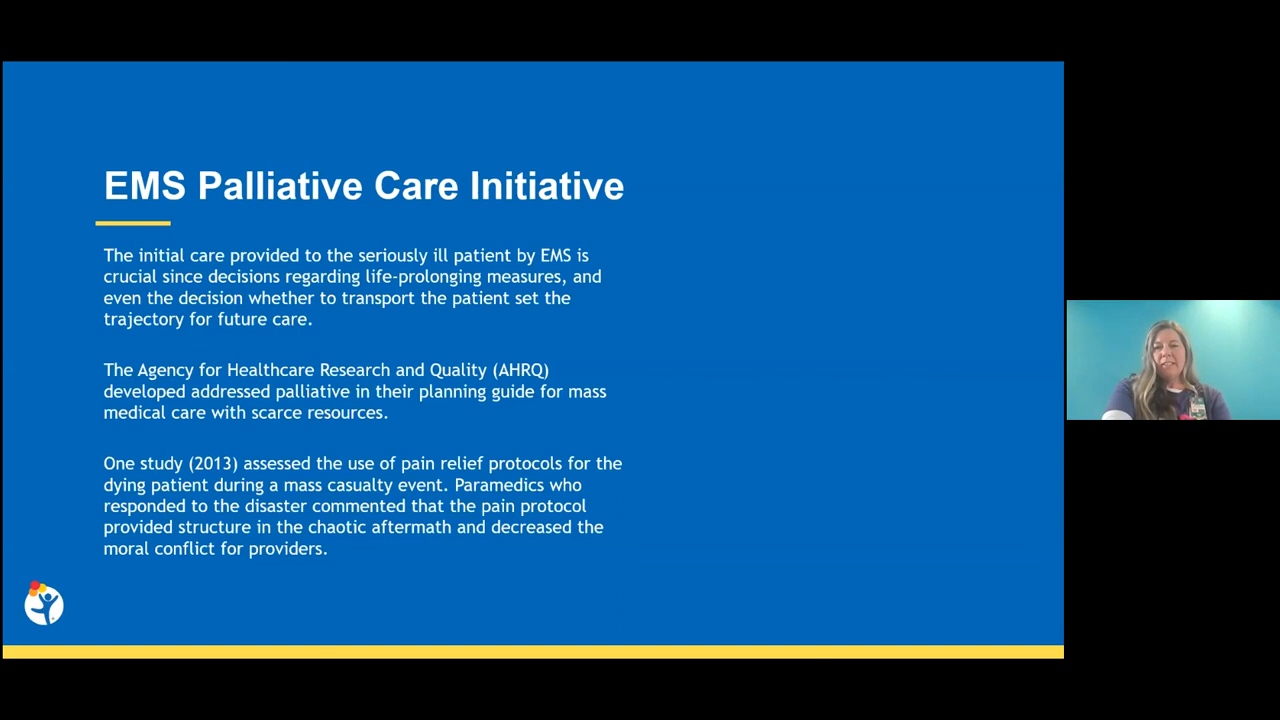 EMS Palliative Care Initiative
The initial care provided to the seriously ill patient by EMS is
crucial since decisions regarding life-prolonging measures, and
even the decision whether to transport the patient set the
trajectory for future care.
The Agency for Healthcare Research and Quality (AHRQ)
developed addressed palliative in their planning guide for mass
medical care with scarce resources.
One study (2013) assessed the use of pain relief protocols for the
dying patient during a mass casualty event. Paramedics who
responded to the disaster commented that the pain protocol
provided structure in the chaotic aftermath and decreased the
moral conflict for providers.